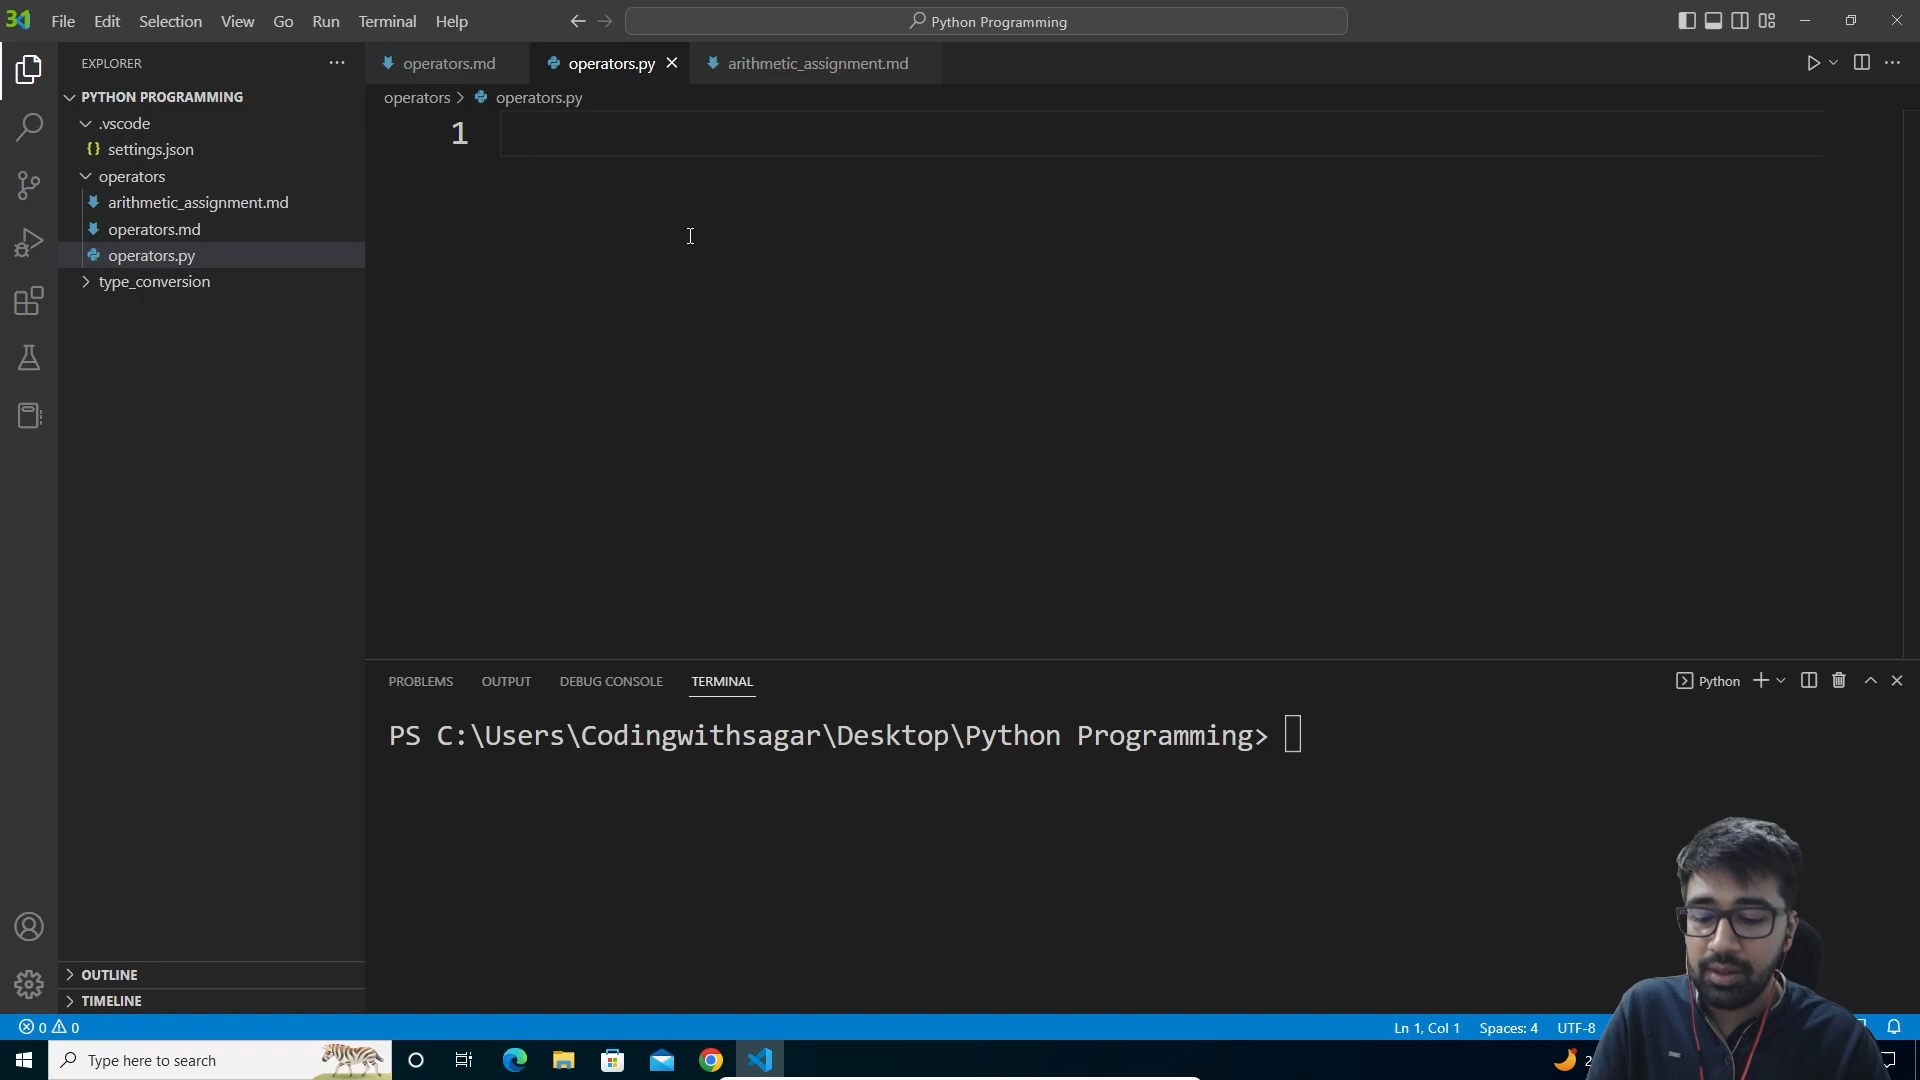 31
File Edit Selection View Go Run Terminal Help
Python Programming
EXPLORER
PYTHON PROGRAMMING
.vscode
{} settings.json
operators
arithmetic_assignment.md
operators.md
operators.py
type_conversion
OUTLINE
TIMELINE
operators.md operators.py arithmetic_assignment.md
operators > operators.py
1
PROBLEMS OUTPUT DEBUG CONSOLE TERMINAL
Python
PS C:\Users\Codingwithsagar\Desktop\Python Programming>
0 0
Ln 1, Col 1 Spaces: 4 UTF-8
Type here to search
2